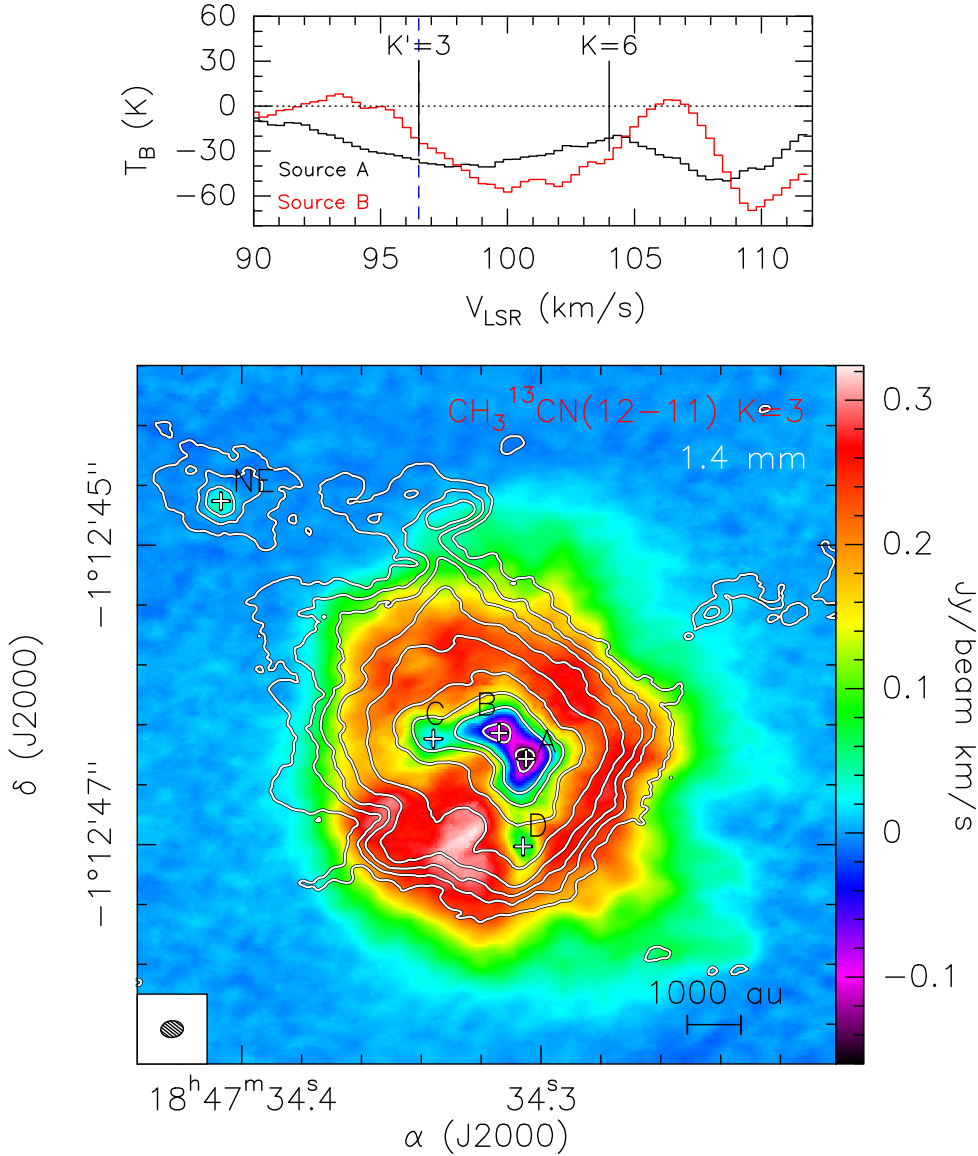 60
30
0
−30
−60
T_B (K)
K'=3
K=6
Source A
Source B
90 95 100 105 110
V_LSR (km/s)
CH₃¹³CN(12−11) K=3
1.4 mm
NE
B
C
A
D
1000 au
−1°12'45"
−1°12'47"
δ (J2000)
0.3
0.2
0.1
0
−0.1
Jy/beam km/s
18ʰ47ᵐ34ˢ.4 34ˢ.3
α (J2000)